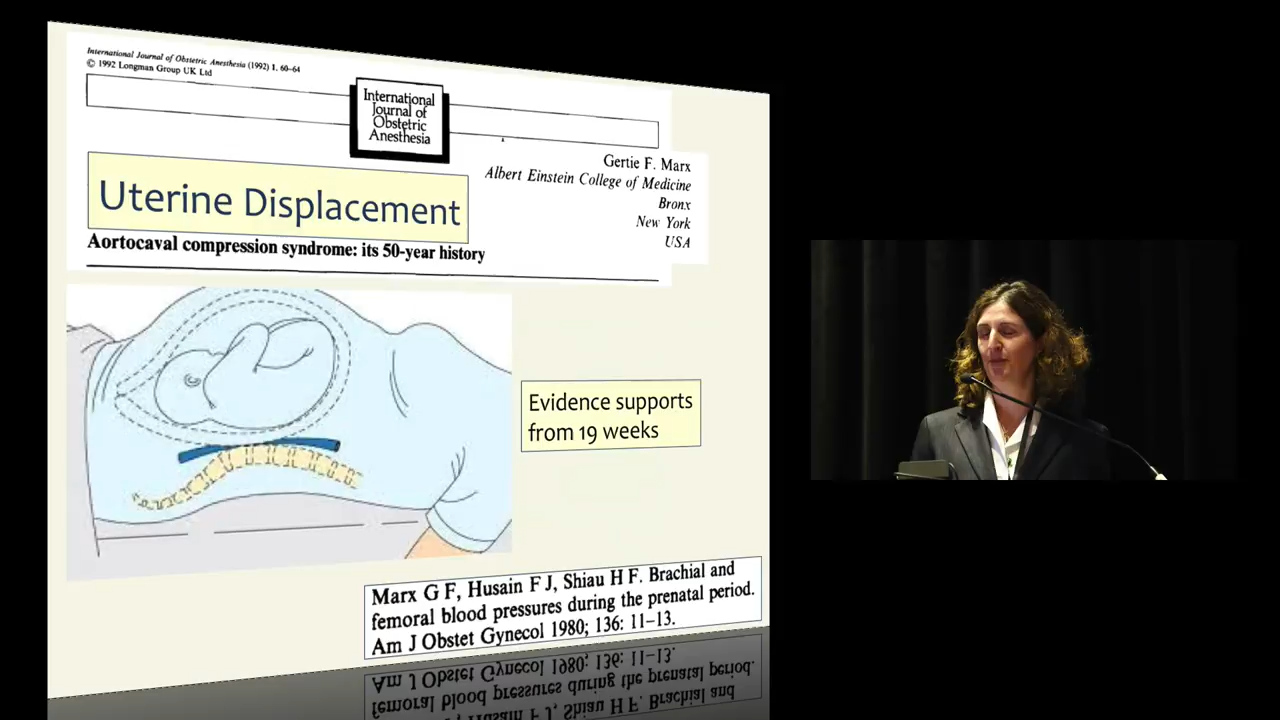 International Journal of Obstetric Anesthesia (1992) 1, 60–64
© 1992 Longman Group UK Ltd
International
Journal of
Obstetric
Anesthesia
Gertie F. Marx
Albert Einstein College of Medicine
Bronx
New York
USA
Uterine Displacement
Aortocaval compression syndrome: its 50-year history
Evidence supports
from 19 weeks
Marx G F, Husain F J, Shiau H F. Brachial and
femoral blood pressures during the prenatal period.
Am J Obstet Gynecol 1980; 136: 11–13.